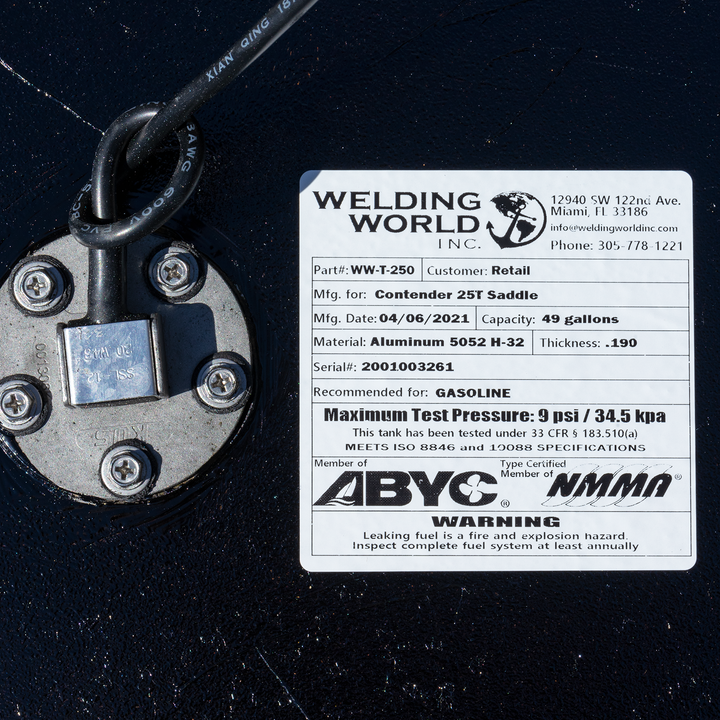 XIAN QING
3AWG 600V
WELDING
WORLD
INC.
12940 SW 122nd Ave.
Miami, FL 33186
info@weldingworldinc.com
Phone: 305-778-1221
Part#: WW-T-250 Customer: Retail
Mfg. for: Contender 25T Saddle
Mfg. Date: 04/06/2021 Capacity: 49 gallons
Material: Aluminum 5052 H-32 Thickness: .190
Serial#: 2001003261
Recommended for: GASOLINE
Maximum Test Pressure: 9 psi / 34.5 kpa
This tank has been tested under 33 CFR § 183.510(a)
MEETS ISO 8846 and 10088 SPECIFICATIONS
Member of
ABYC®
Type Certified
Member of
NMMA®
WARNING
Leaking fuel is a fire and explosion hazard.
Inspect complete fuel system at least annually